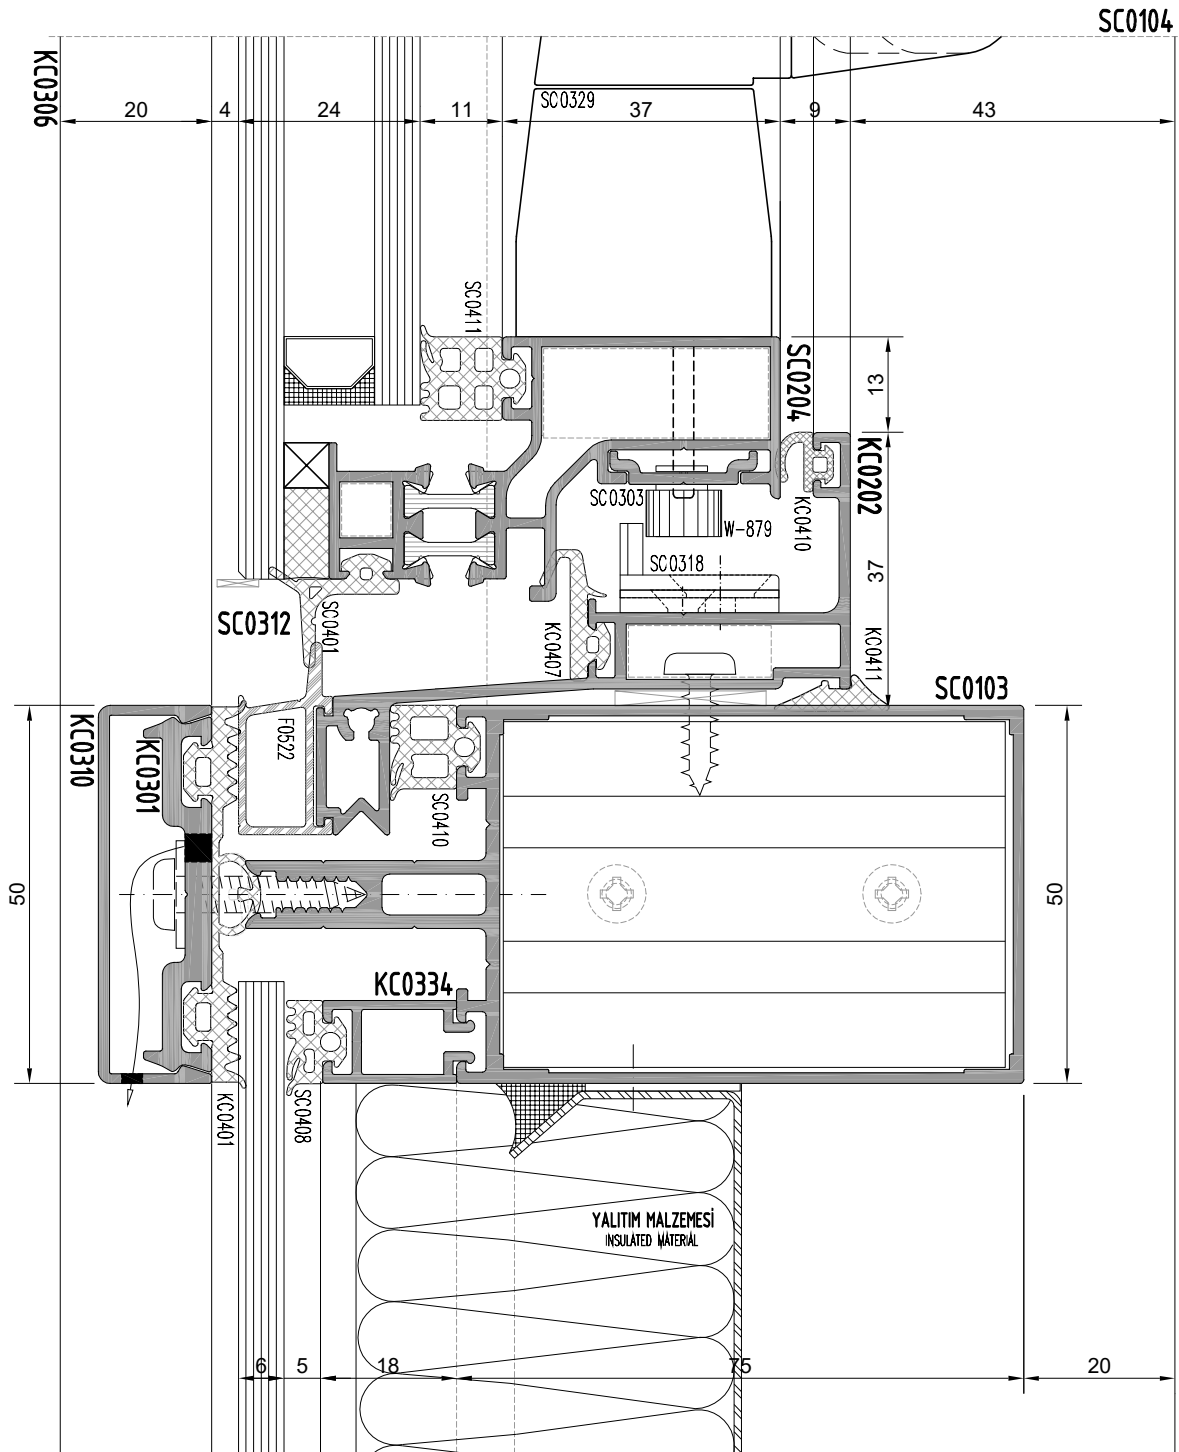 SC0104
KC0306
20
4
24
11
37
9
43
SC0329
SC0411
13
SC0204
KC0202
SC0303
W-879
KC0410
SC0318
37
SC0312
SC0401
KC0407
KC0411
SC0103
KC0310
KC0301
F0522
SC0410
50
50
KC0334
KC0401
SC0408
YALITIM MALZEMESİ
INSULATED MATERIAL
6
5
18
75
20